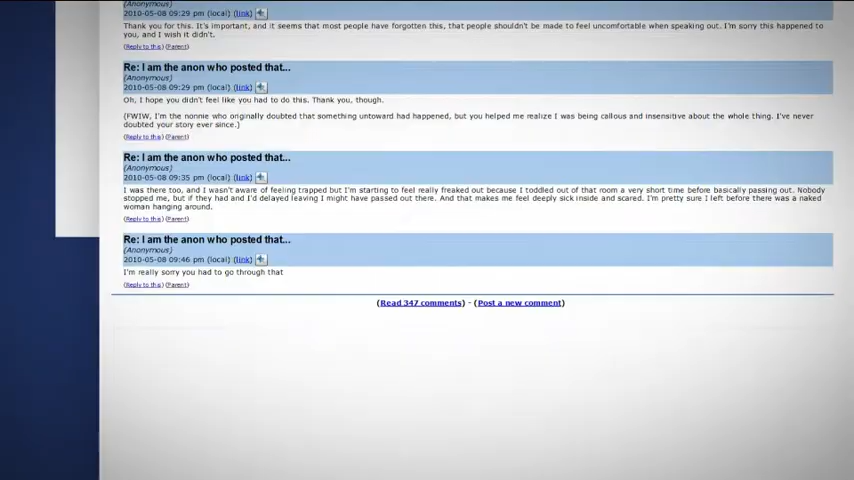 (Anonymous)
2010-05-08 09:29 pm (local) (link)
Thank you for this. It's important, and it seems that most people have forgotten this, that people shouldn't be made to feel uncomfortable when speaking out. I'm sorry this happened to
you, and I wish it didn't.
(Reply to this) (Parent)
Re: I am the anon who posted that...
(Anonymous)
2010-05-08 09:29 pm (local) (link)
Oh, I hope you didn't feel like you had to do this. Thank you, though.
(FWIW, I'm the nonnie who originally doubted that something untoward had happened, but you helped me realize I was being callous and insensitive about the whole thing. I've never
doubted your story ever since.)
(Reply to this) (Parent)
Re: I am the anon who posted that...
(Anonymous)
2010-05-08 09:35 pm (local) (link)
I was there too, and I wasn't aware of feeling trapped but I'm starting to feel really freaked out because I toddled out of that room a very short time before basically passing out. Nobody
stopped me, but if they had and I'd delayed leaving I might have passed out there. And that makes me feel deeply sick inside and scared. I'm pretty sure I left before there was a naked
woman hanging around.
(Reply to this) (Parent)
Re: I am the anon who posted that...
(Anonymous)
2010-05-08 09:46 pm (local) (link)
I'm really sorry you had to go through that
(Reply to this) (Parent)
(Read 347 comments) - (Post a new comment)